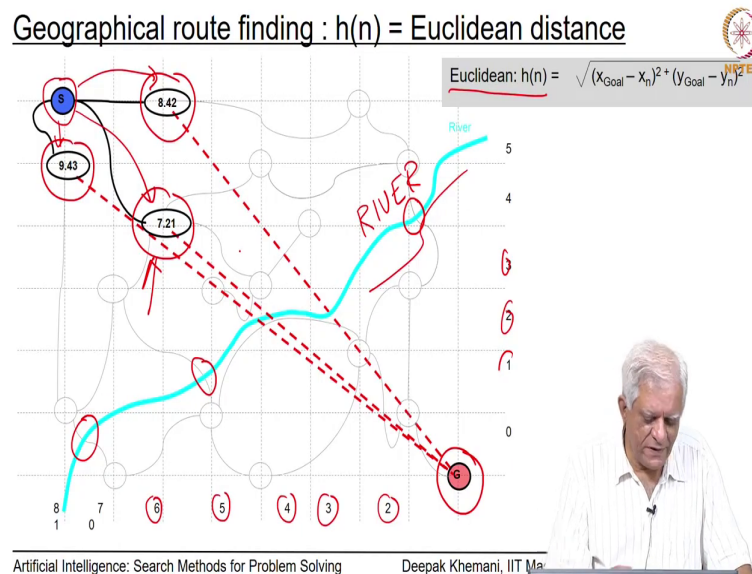 Geographical route finding : h(n) = Euclidean distance
Euclidean: h(n) = √(xGoal – xn)2 + (yGoal – yn)2
NPTE
S
8.42
9.43
7.21
River
RIVER
5
4
3
2
1
0
G
8 7 6 5 4 3 2
1 0
Artificial Intelligence: Search Methods for Problem Solving
Deepak Khemani, IIT Ma